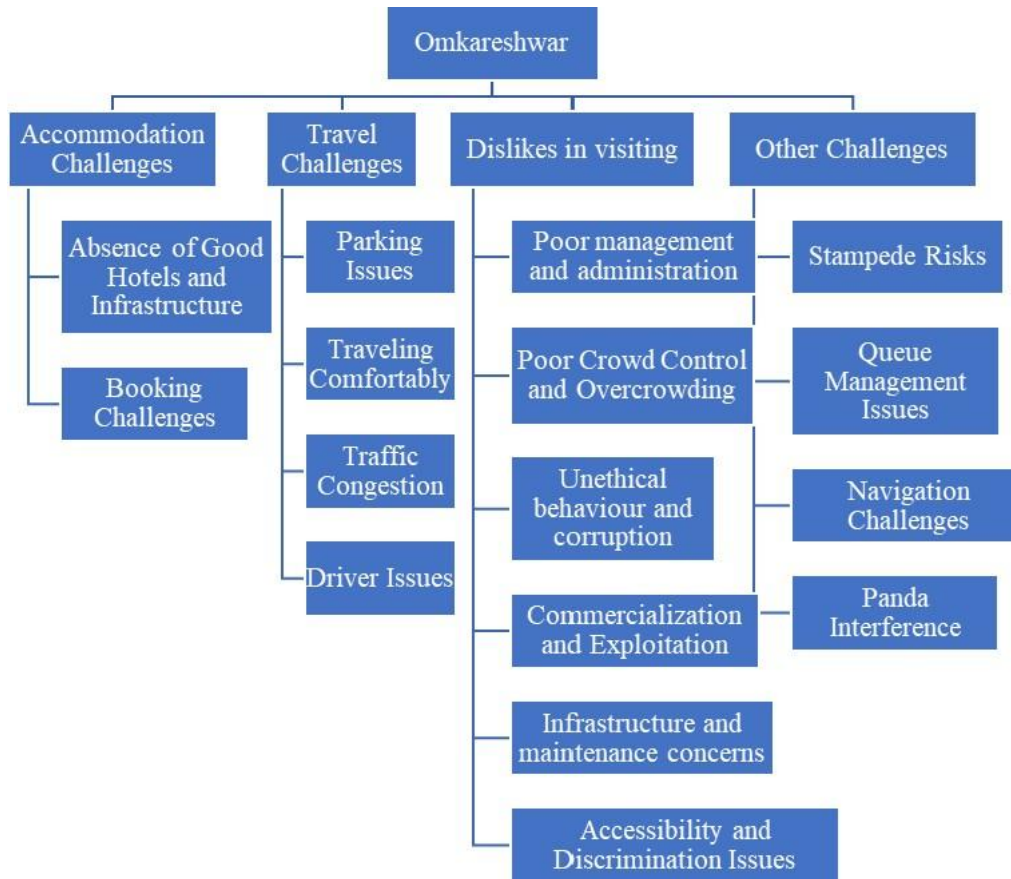 Omkareshwar
Accommodation
Challenges
Absence of Good
Hotels and
Infrastructure
Booking
Challenges
Travel
Challenges
Parking
Issues
Traveling
Comfortably
Traffic
Congestion
Driver Issues
Dislikes in visiting
Poor management
and administration
Poor Crowd Control
and Overcrowding
Unethical
behaviour and
corruption
Commercialization
and Exploitation
Infrastructure and
maintenance concerns
Accessibility and
Discrimination Issues
Other Challenges
Stampede Risks
Queue
Management
Issues
Navigation
Challenges
Panda
Interference